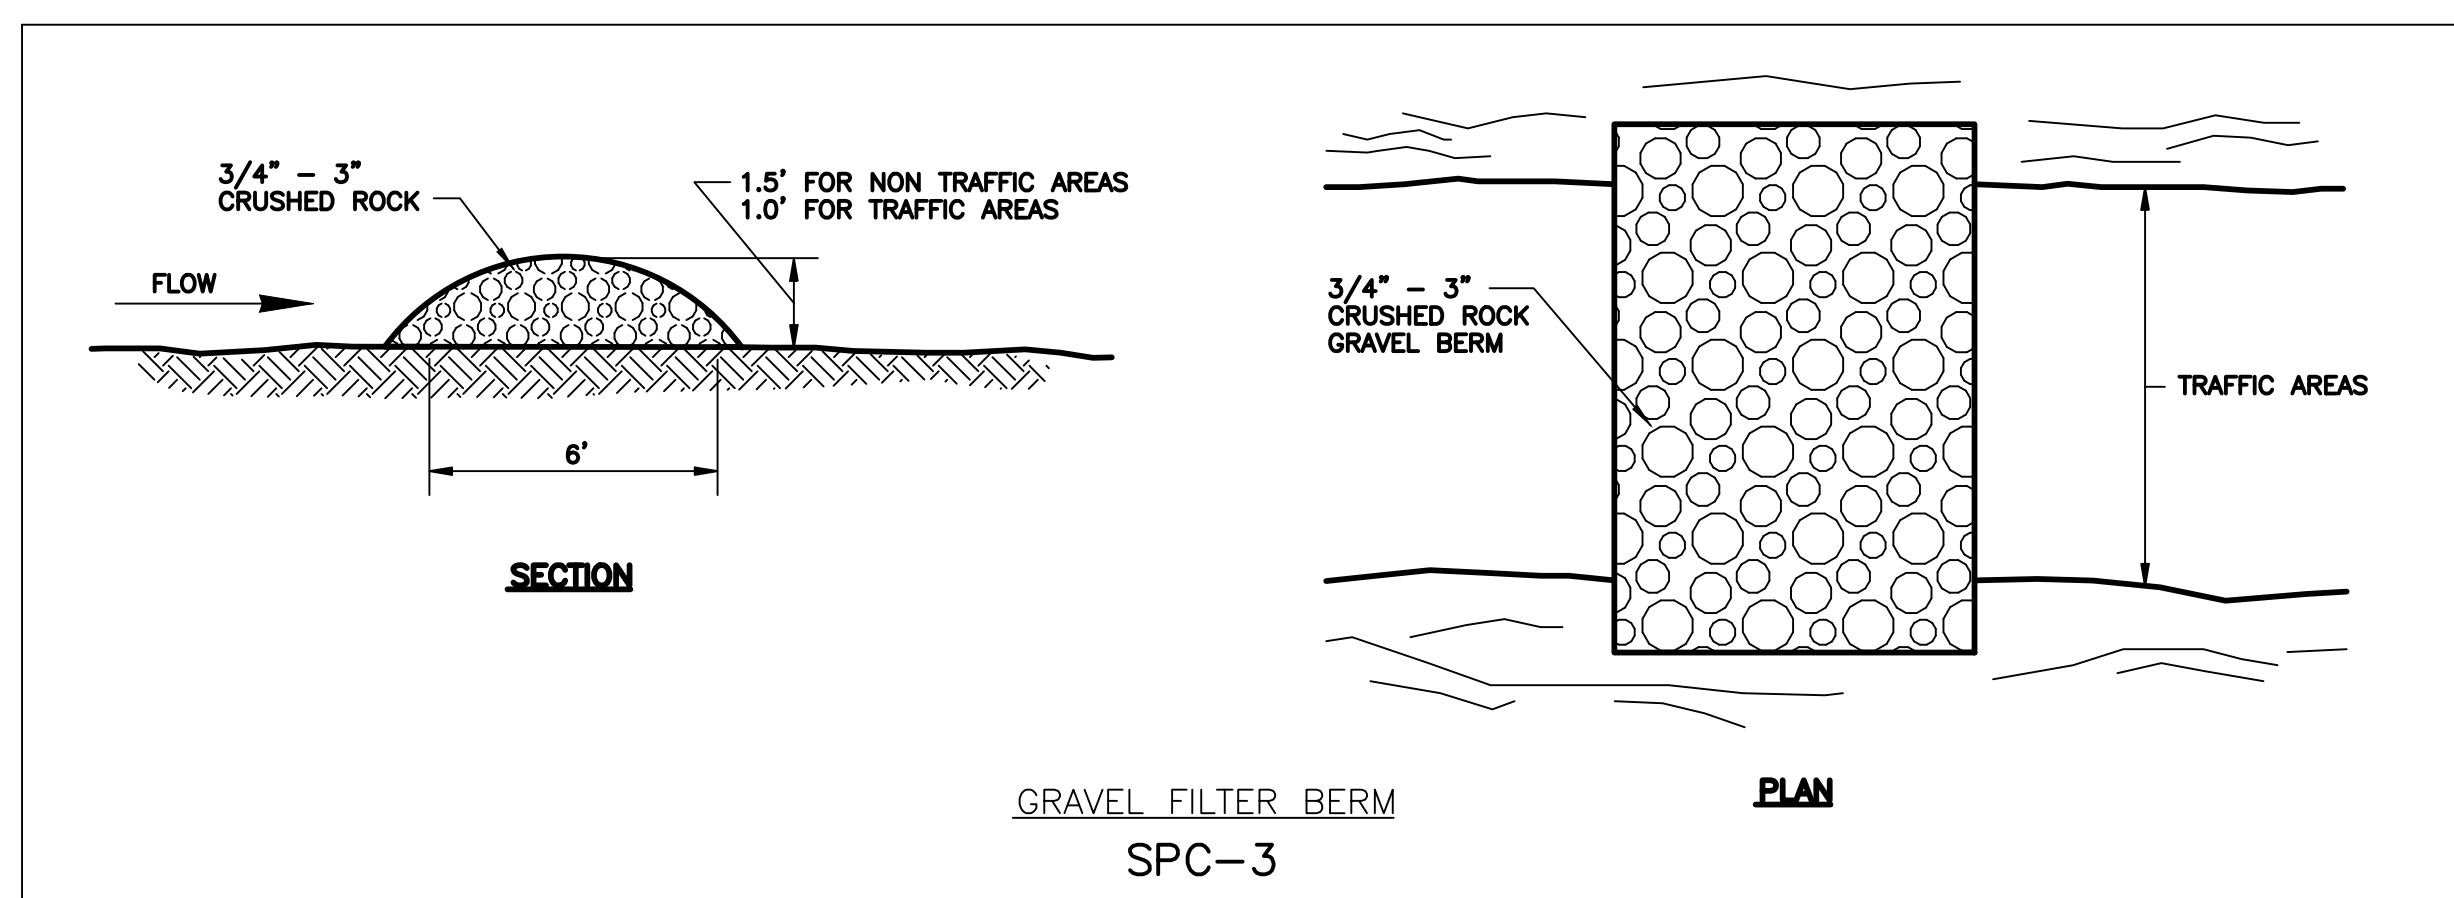 3/4" - 3"
CRUSHED ROCK
FLOW
1.5' FOR NON TRAFFIC AREAS
1.0' FOR TRAFFIC AREAS
6'
SECTION
3/4" - 3"
CRUSHED ROCK
GRAVEL BERM
TRAFFIC AREAS
PLAN
GRAVEL FILTER BERM
SPC-3